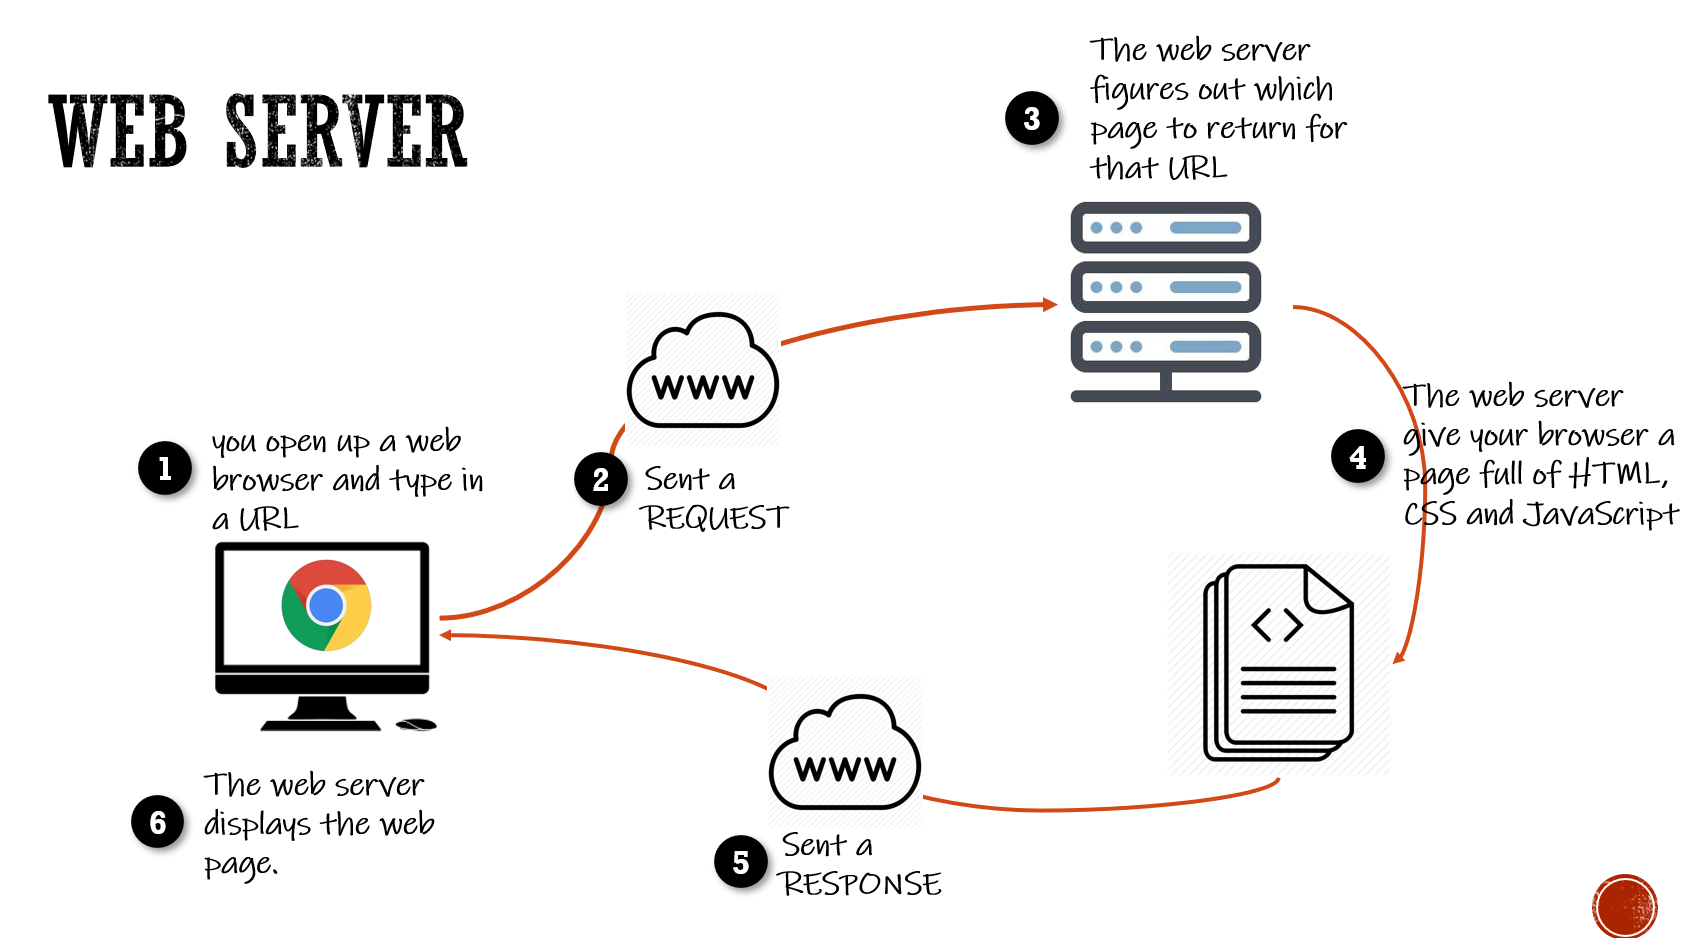 WEB SERVER
1
you open up a web
browser and type in
a URL
2
Sent a
REQUEST
WWW
3
The web server
figures out which
page to return for
that URL
4
The web server
give your browser a
page full of HTML,
CSS and JavaScript
<>
WWW
5
Sent a
RESPONSE
6
The web server
displays the web
page.